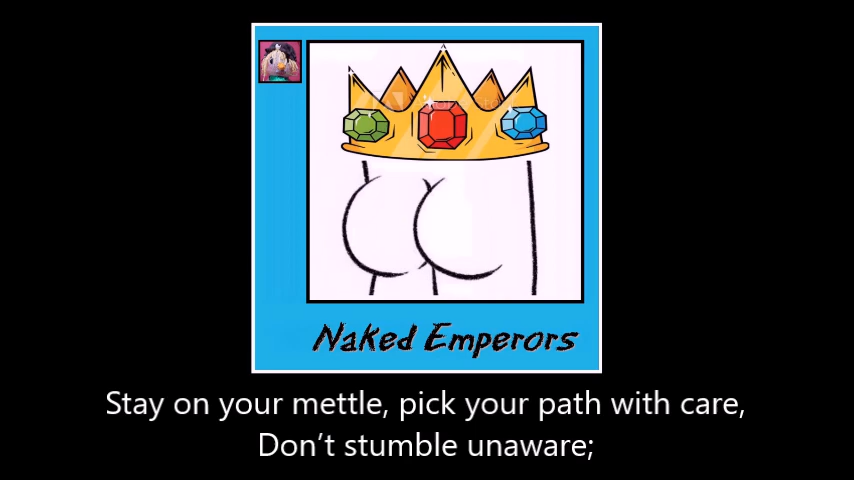 Naked Emperors
Stay on your mettle, pick your path with care,
Don’t stumble unaware;